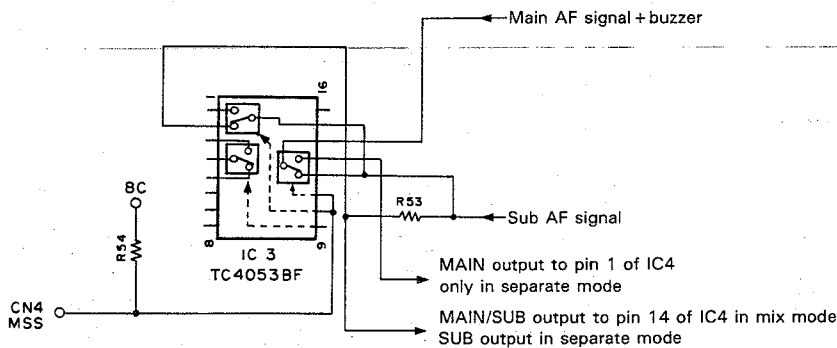 Main AF signal + buzzer
16
8C
R53
Sub AF signal
R54
8
9
IC 3
TC4053BF
MAIN output to pin 1 of IC4
only in separate mode
CN4
MSS
MAIN/SUB output to pin 14 of IC4 in mix mode
SUB output in separate mode